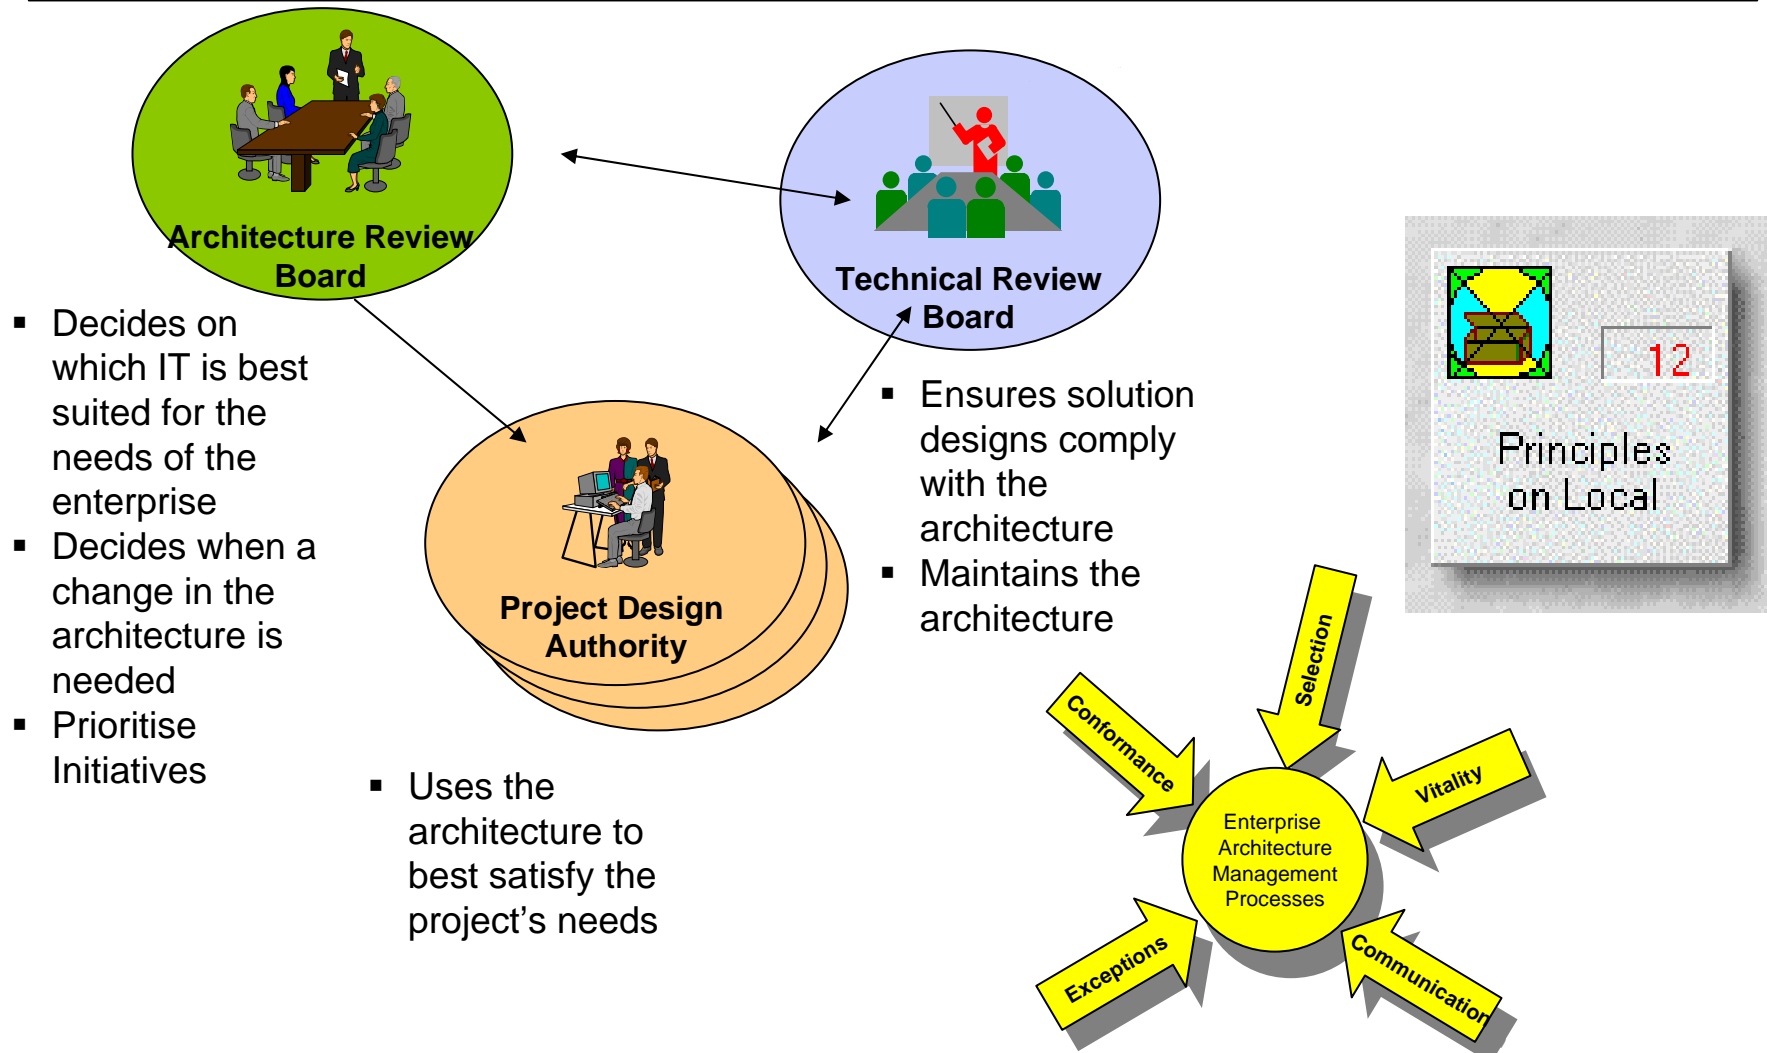 Architecture Review
Board
Technical Review
Board
▪ Decides on
which IT is best
suited for the
needs of the
enterprise
▪ Decides when a
change in the
architecture is
needed
▪ Prioritise
Initiatives
Project Design
Authority
▪ Uses the
architecture to
best satisfy the
project’s needs
▪ Ensures solution
designs comply
with the
architecture
▪ Maintains the
architecture
12
Principles
on Local
Selection
Conformance
Vitality
Enterprise
Architecture
Management
Processes
Exceptions
Communication